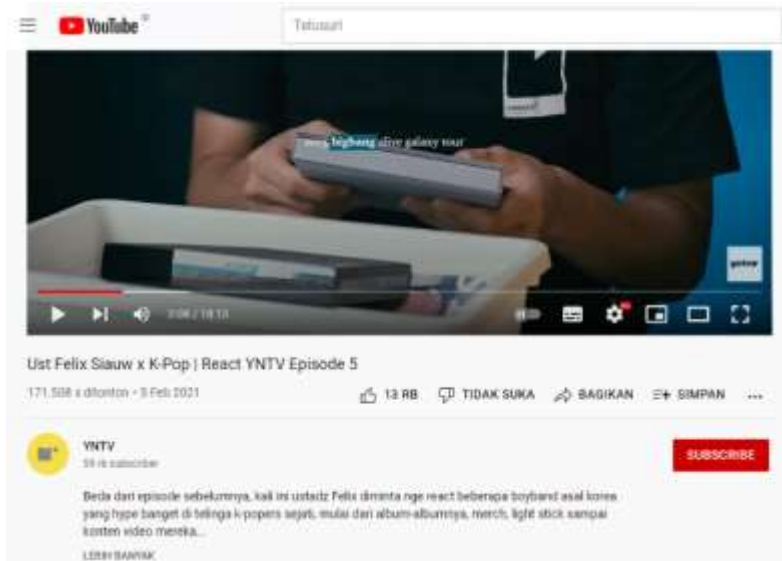 YouTube
Telusuri
bigbang alive galaxy tour
Ust Felix Siauw x K-Pop | React YNTV Episode 5
x ditonton • 5 Feb 2021
13 RB TIDAK SUKA BAGIKAN SIMPAN
YNTV
59 rb subscriber
SUBSCRIBE
Beda dari episode sebelumnya, kali ini ustadz Felix diminta nge react beberapa boyband asal korea
yang hype banget di telinga k-popers sejati, mulai dari album-albumnya, merch, light stick sampai
konten video mereka...
LEBIH BANYAK